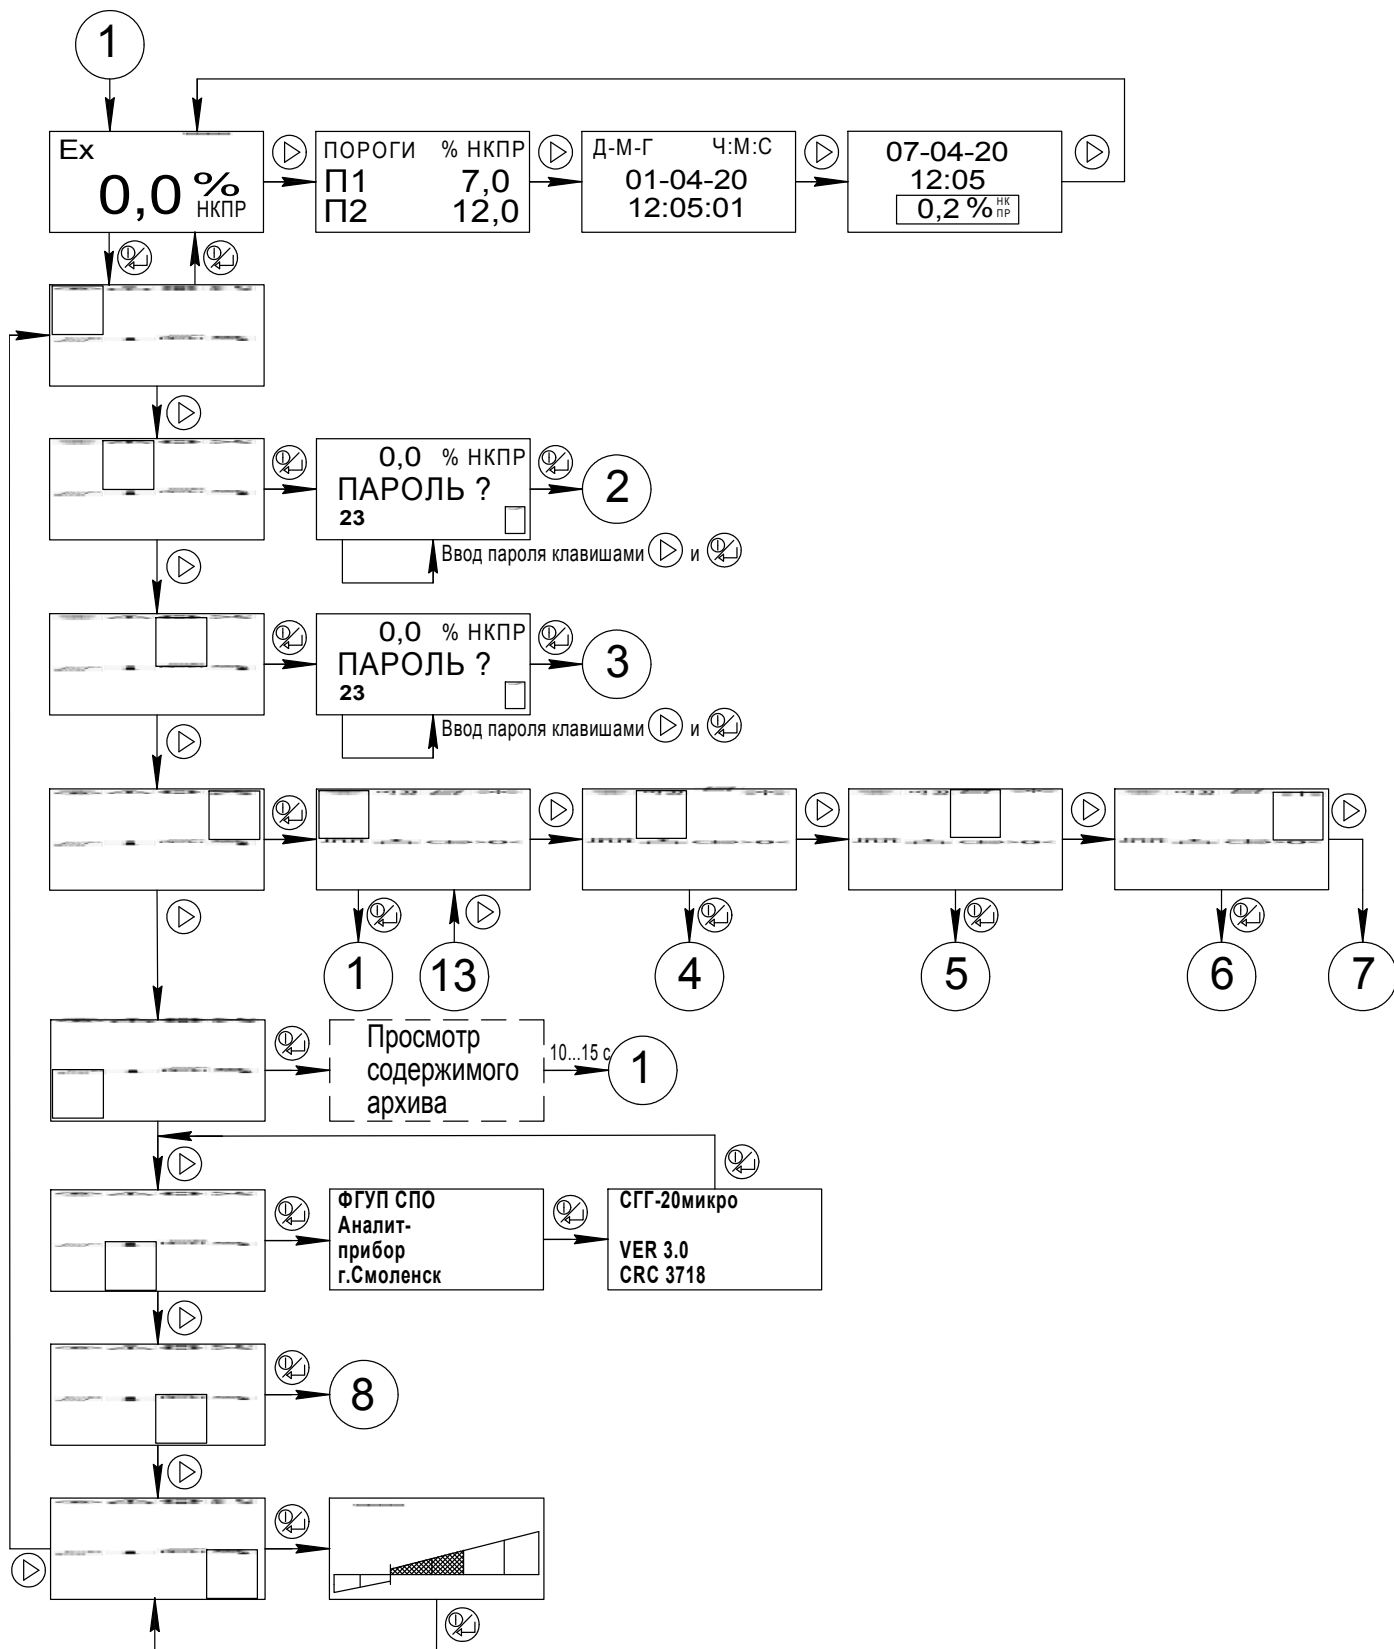 1
Ex
0,0 % НКПР
ПОРОГИ % НКПР
П1 7,0
П2 12,0
Д-М-Г Ч:М:С
01-04-20
12:05:01
07-04-20
12:05
0,2 % НК ПР
0,0 % НКПР
ПАРОЛЬ ?
23
2
Ввод пароля клавишами и
0,0 % НКПР
ПАРОЛЬ ?
23
3
Ввод пароля клавишами и
1
13
4
5
6
7
Просмотр
содержимого
архива
10...15 с
1
ФГУП СПО
Аналит-
прибор
г.Смоленск
СГГ-20микро
VER 3.0
CRC 3718
8